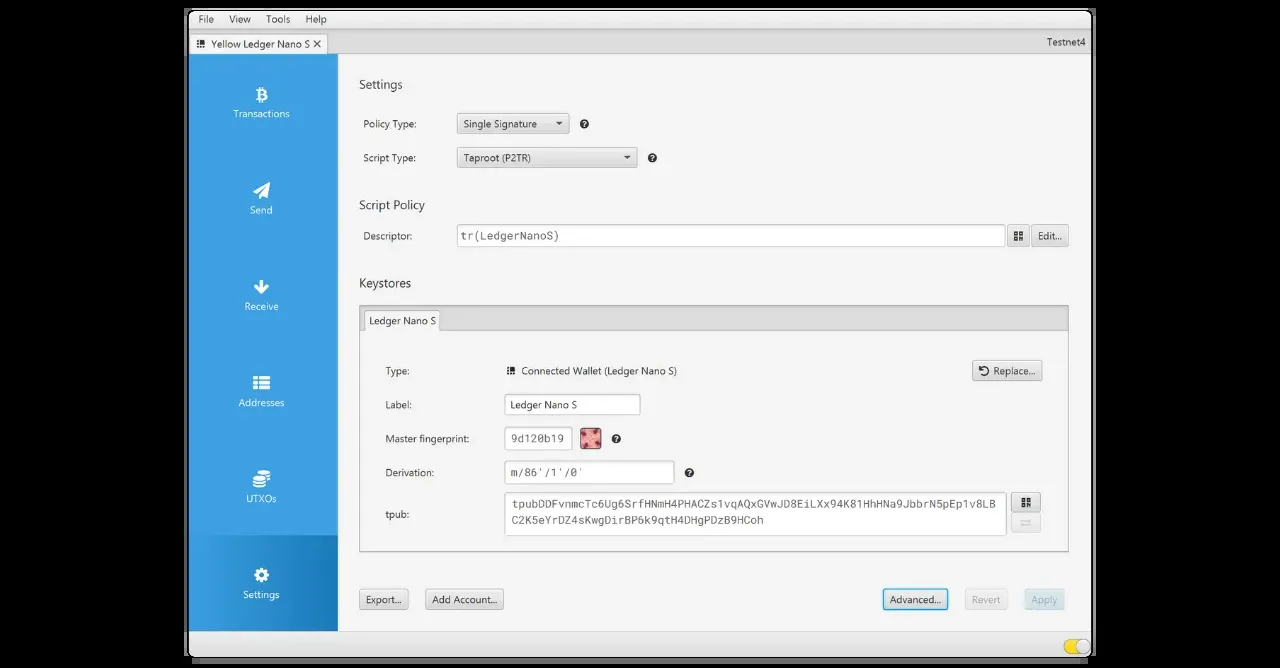 File View Tools Help
Yellow Ledger Nano S
Testnet4
Transactions
Send
Receive
Addresses
UTXOs
Settings
Settings
Policy Type: Single Signature
Script Type: Taproot (P2TR)
Script Policy
Descriptor: tr(LedgerNanoS) Edit...
Keystores
Ledger Nano S
Type: Connected Wallet (Ledger Nano S) Replace...
Label: Ledger Nano S
Master fingerprint: 9d120b19
Derivation: m/86'/1'/0'
tpub: tpubDDFvnmcTc6Ug6SrfHNmH4PHACZs1vqAQxGVwJD8EiLXx94K81HhHNa9JbbrN5pEp1v8LB
C2K5eYrDZ4sKwgDirBP6k9qtH4DHgPDzB9HCoh
Export... Add Account... Advanced... Revert Apply